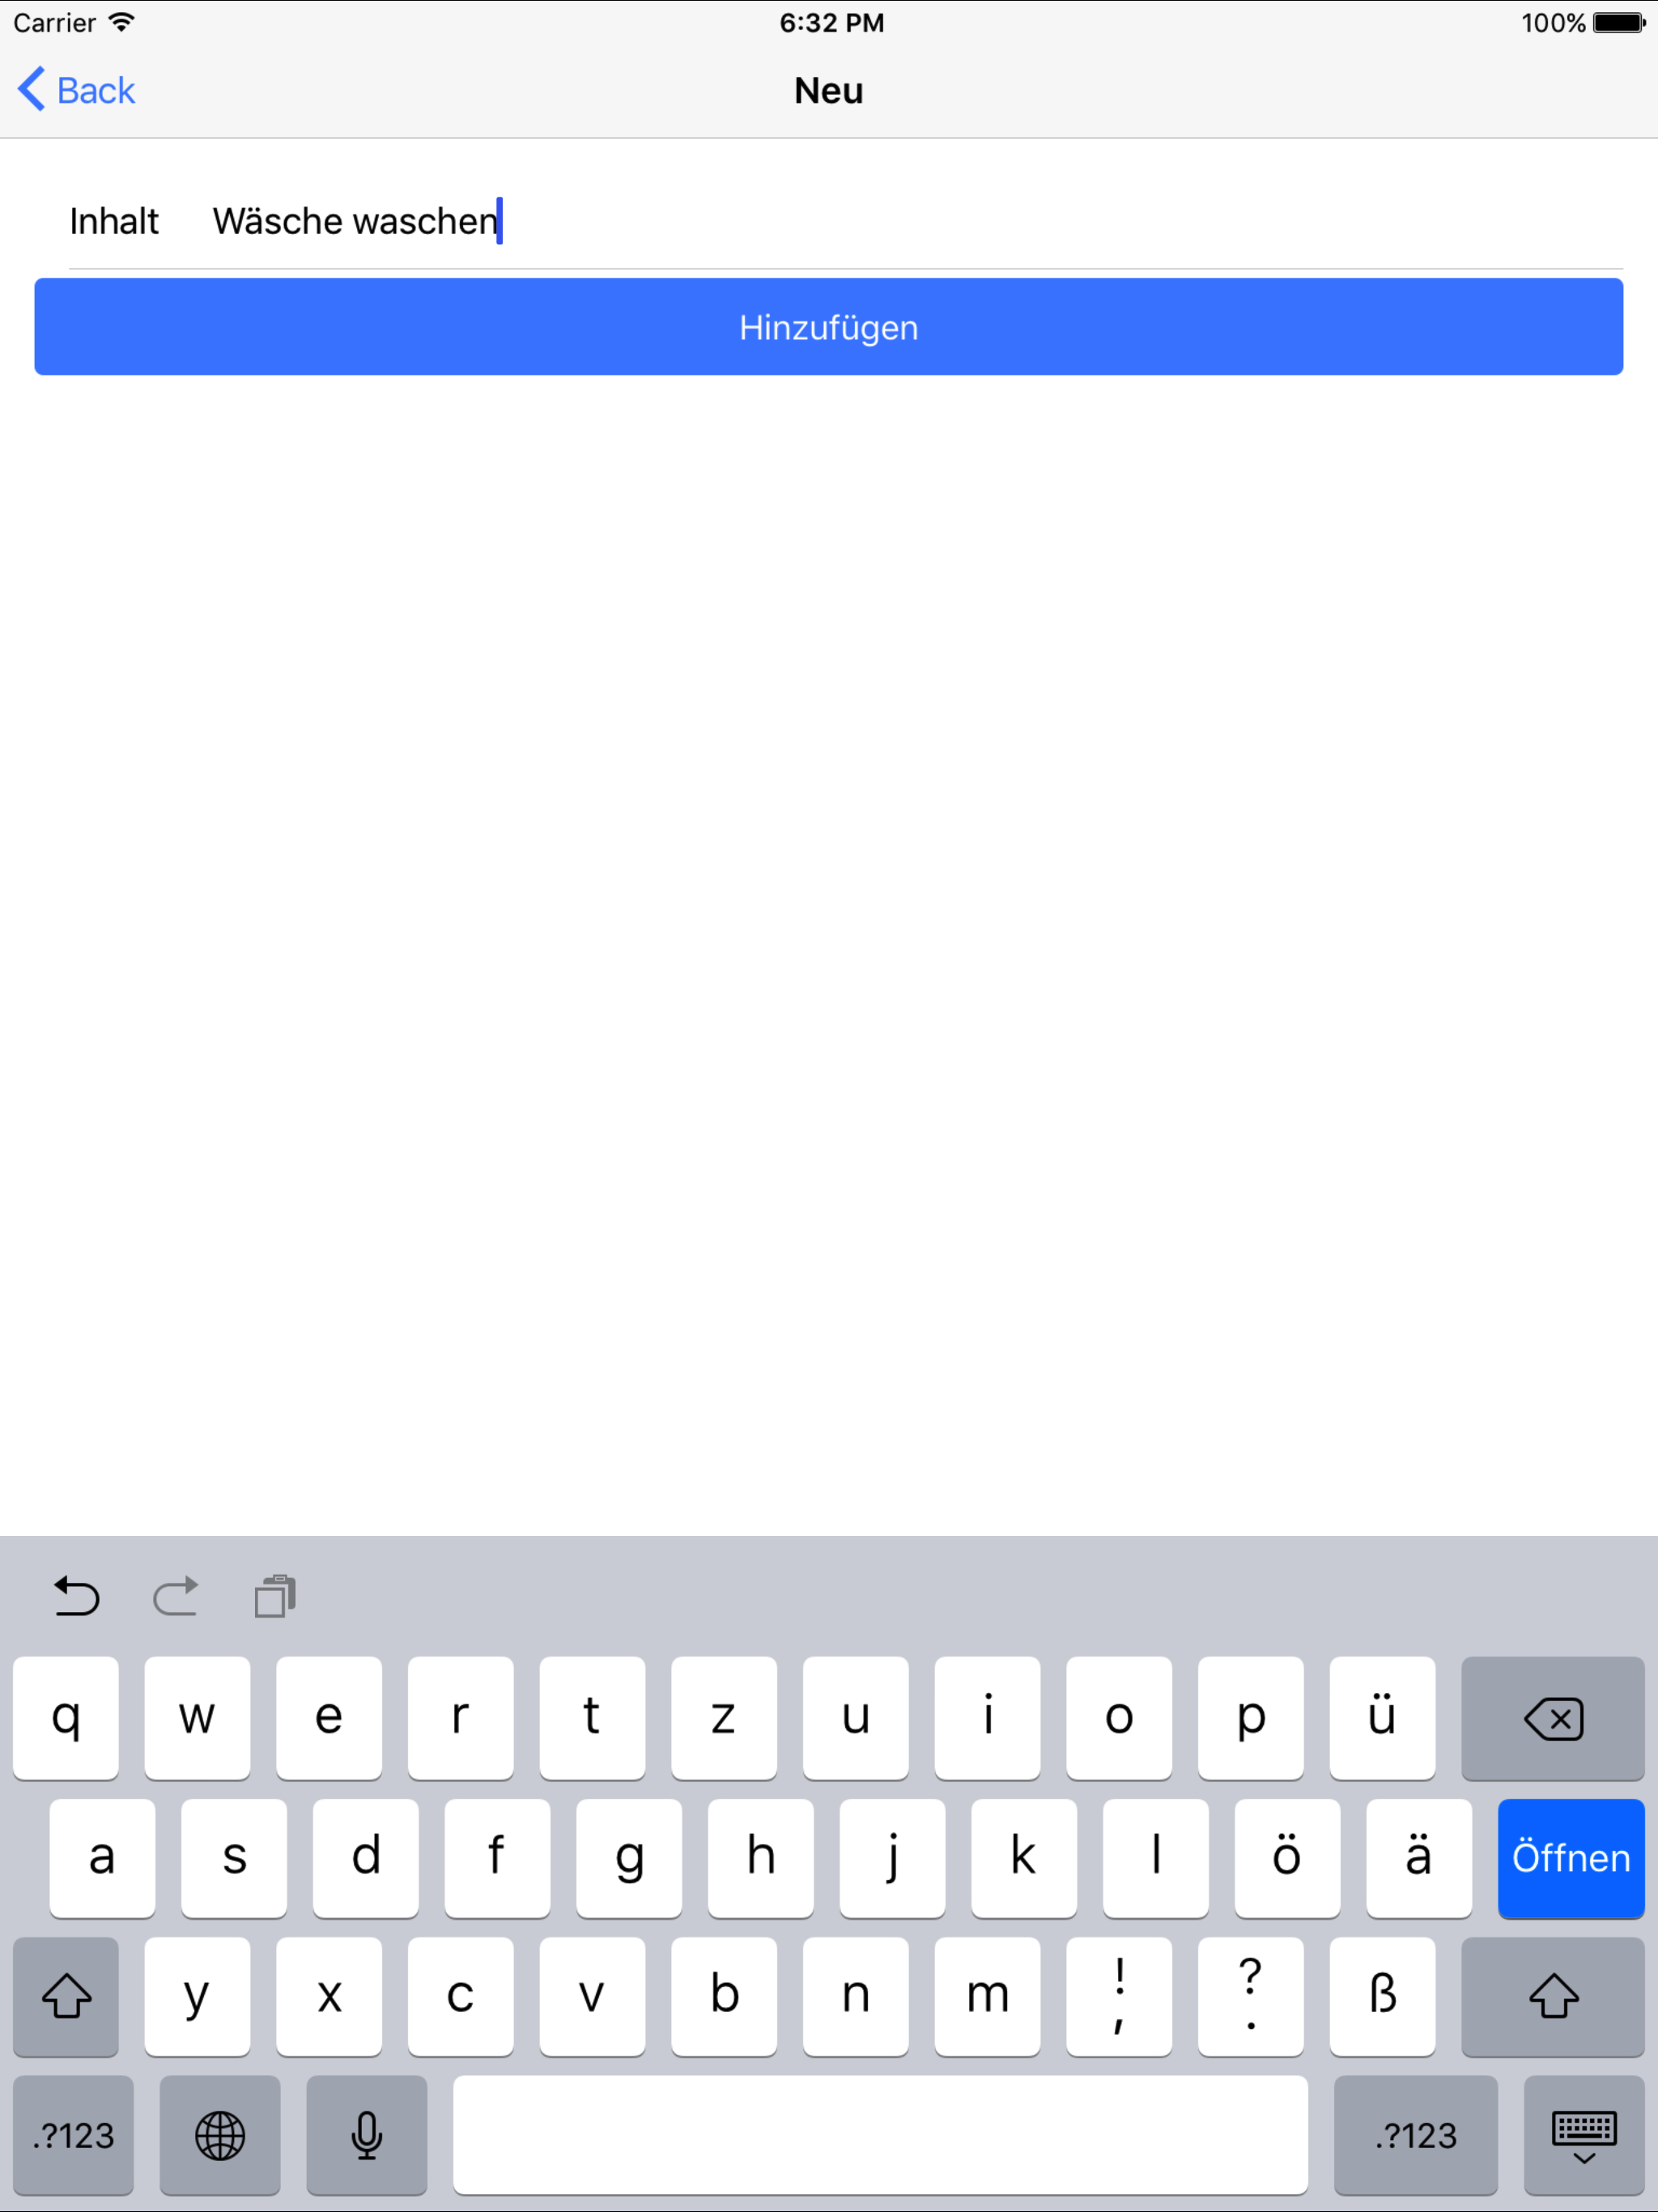 Carrier 6:32 PM 100%
Back Neu
Inhalt Wäsche waschen
Hinzufügen
q w e r t z u i o p ü
a s d f g h j k l ö ä Öffnen
y x c v b n m ! , ? . ß
.?123 .?123